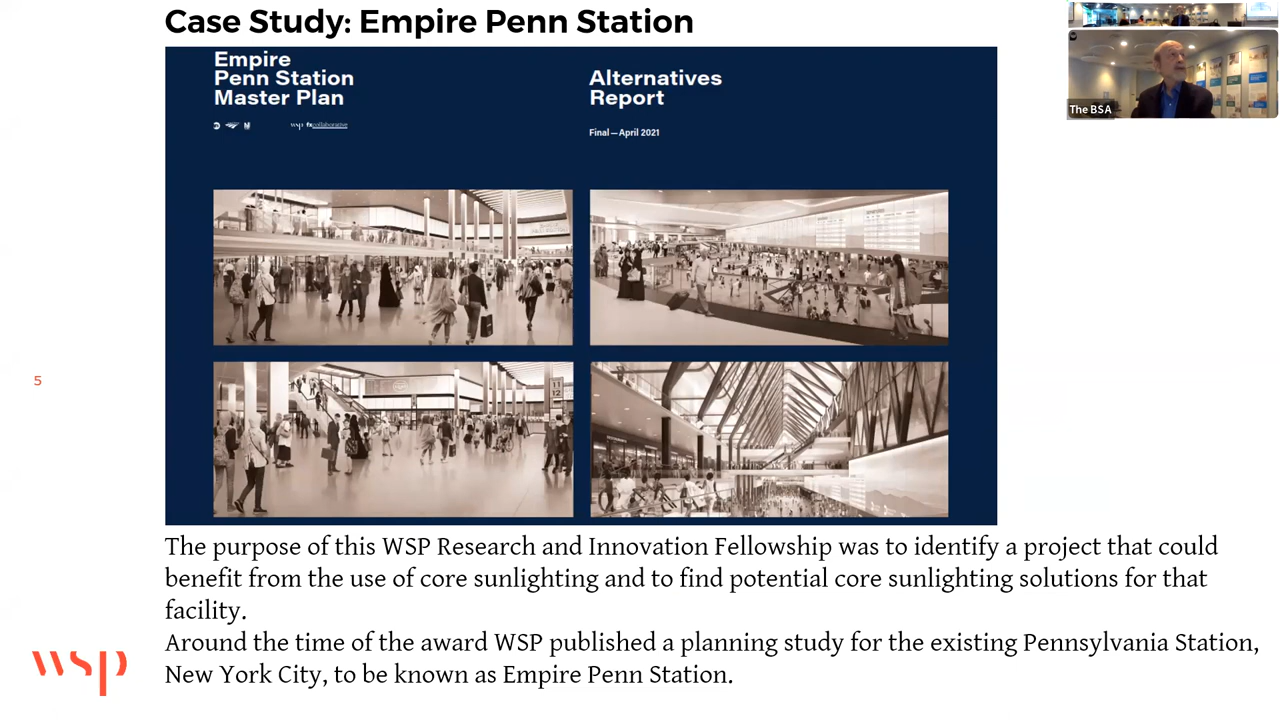 Case Study: Empire Penn Station
Empire
Penn Station
Master Plan
Alternatives
Report
wsp fxcollaborative
Final—April 2021
11
12
The BSA
5
The purpose of this WSP Research and Innovation Fellowship was to identify a project that could
benefit from the use of core sunlighting and to find potential core sunlighting solutions for that
facility.
Around the time of the award WSP published a planning study for the existing Pennsylvania Station,
New York City, to be known as Empire Penn Station.
wsp